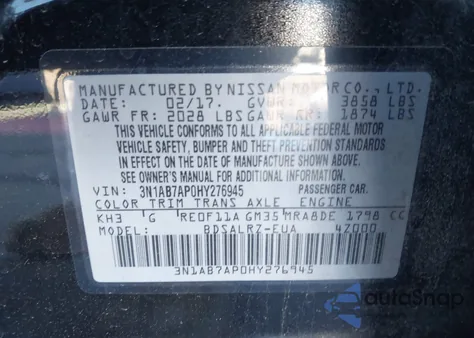 MANUFACTURED BY NISSAN MOTOR CO., LTD.
DATE: 02/17. GVWR: 3858 LBS
GAWR FR: 2028 LBS GAWR RR: 1874 LBS
THIS VEHICLE CONFORMS TO ALL APPLICABLE FEDERAL MOTOR
VEHICLE SAFETY, BUMPER AND THEFT PREVENTION STANDARDS
IN EFFECT ON THE DATE OF MANUFACTURE SHOWN ABOVE.
SEE OWNER'S MANUAL FOR ADDITIONAL INFORMATION.
VIN: 3N1AB7AP0HY276945 PASSENGER CAR.
COLOR TRIM TRANS AXLE ENGINE
KH3 G RE0F11A GM35 MRA8DE 1798 CC
MODEL: BDSALRZ-EUA 4Z000
3N1AB7AP0HY276945
autoSnap